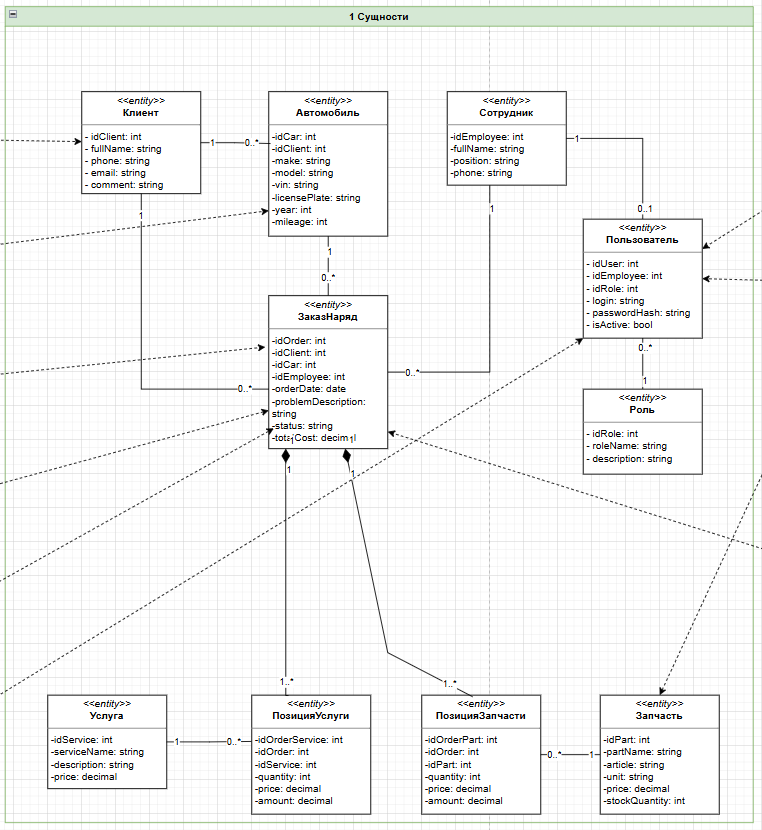 1 Сущности
<<entity>>
Клиент
- idClient: int
- fullName: string
- phone: string
- email: string
- comment: string
<<entity>>
Автомобиль
-idCar: int
-idClient: int
-make: string
-model: string
-vin: string
-licensePlate: string
-year: int
-mileage: int
<<entity>>
Сотрудник
-idEmployee: int
-fullName: string
-position: string
-phone: string
1
0..*
1
0..1
1
1
1
0..*
<<entity>>
Пользователь
- idUser: int
- idEmployee: int
- idRole: int
- login: string
- passwordHash: string
- isActive: bool
<<entity>>
ЗаказНаряд
-idOrder: int
-idClient: int
-idCar: int
-idEmployee: int
-orderDate: date
-problemDescription:
string
-status: string
0..*
0..*
0..*
1
<<entity>>
Роль
- idRole: int
- roleName: string
- description: string
1
1
1
1
1..*
1..*
<<entity>>
Услуга
-idService: int
-serviceName: string
-description: string
-price: decimal
1
0..*
<<entity>>
ПозицияУслуги
-idOrderService: int
-idOrder: int
-idService: int
-quantity: int
-price: decimal
-amount: decimal
<<entity>>
ПозицияЗапчасти
-idOrderPart: int
-idOrder: int
-idPart: int
-quantity: int
-price: decimal
-amount: decimal
0..*
1
<<entity>>
Запчасть
-idPart: int
-partName: string
-article: string
-unit: string
-price: decimal
-stockQuantity: int